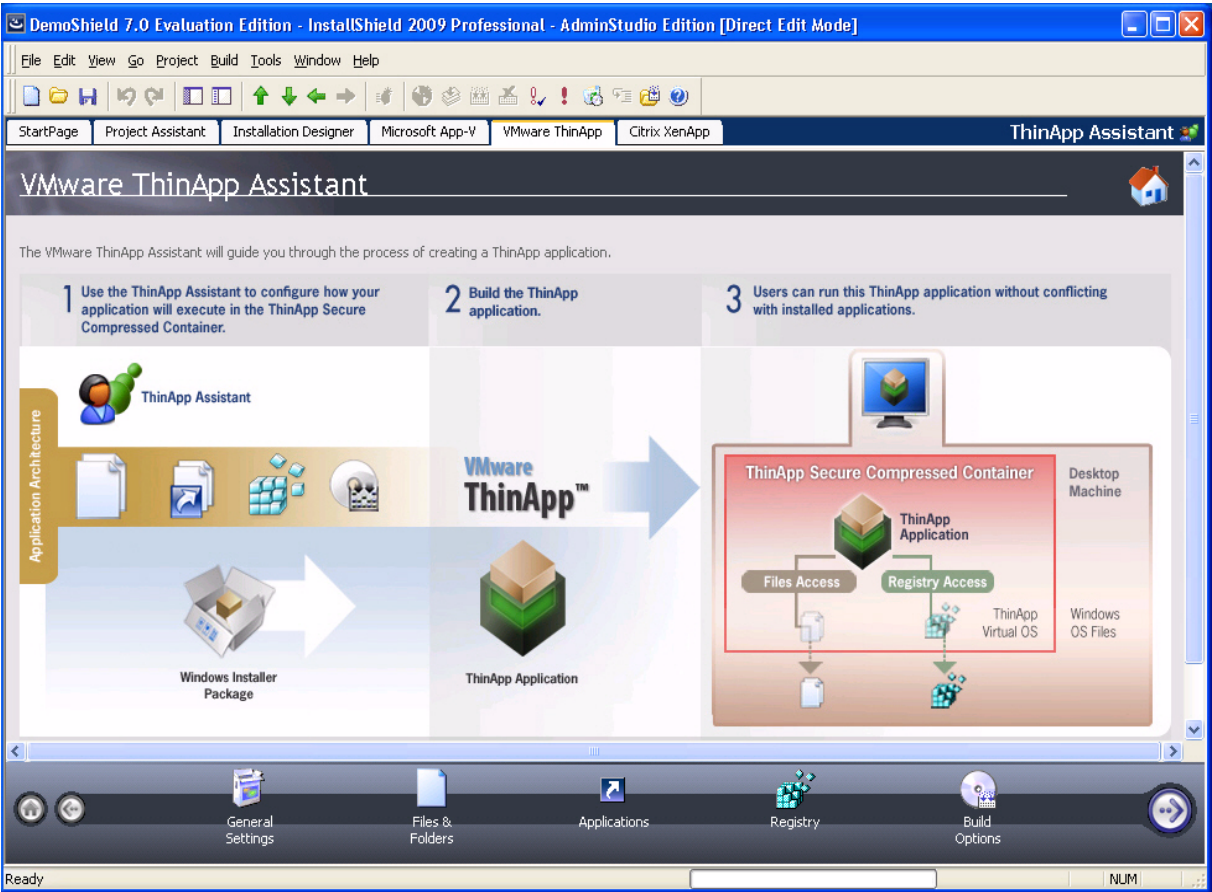 DemoShield 7.0 Evaluation Edition - InstallShield 2009 Professional - AdminStudio Edition [Direct Edit Mode]
File Edit View Go Project Build Tools Window Help
StartPage Project Assistant Installation Designer Microsoft App-V VMware ThinApp Citrix XenApp ThinApp Assistant
VMware ThinApp Assistant
The VMware ThinApp Assistant will guide you through the process of creating a ThinApp application.
1 Use the ThinApp Assistant to configure how your
application will execute in the ThinApp Secure
Compressed Container.
2 Build the ThinApp
application.
3 Users can run this ThinApp application without conflicting
with installed applications.
Application Architecture
ThinApp Assistant
VMware
ThinApp™
Windows Installer
Package
ThinApp Application
ThinApp Secure Compressed Container
Desktop
Machine
ThinApp
Application
Files Access
Registry Access
ThinApp
Virtual OS
Windows
OS Files
General
Settings
Files &
Folders
Applications
Registry
Build
Options
Ready
NUM